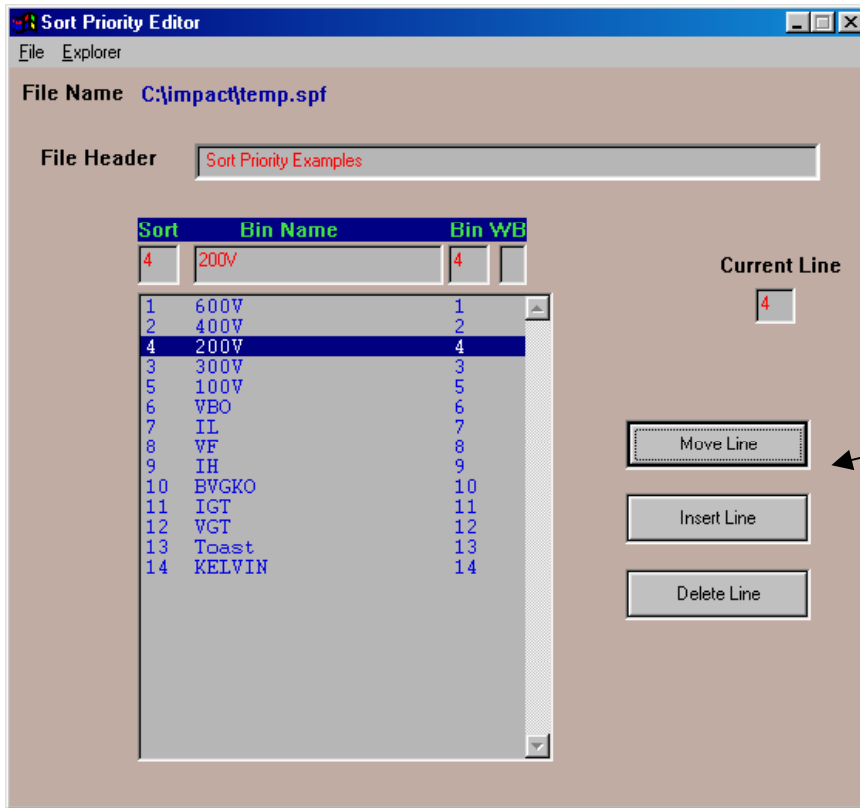 Sort Priority Editor
File Explorer
File Name C:\impact\temp.spf
File Header Sort Priority Examples
Sort Bin Name Bin WB
4 200V 4
Current Line
4
1 600V 1
2 400V 2
4 200V 4
3 300V 3
5 100V 5
6 VBO 6
7 IL 7
8 VF 8
9 IH 9
10 BVGKO 10
11 IGT 11
12 VGT 12
13 Toast 13
14 KELVIN 14
Move Line
Insert Line
Delete Line